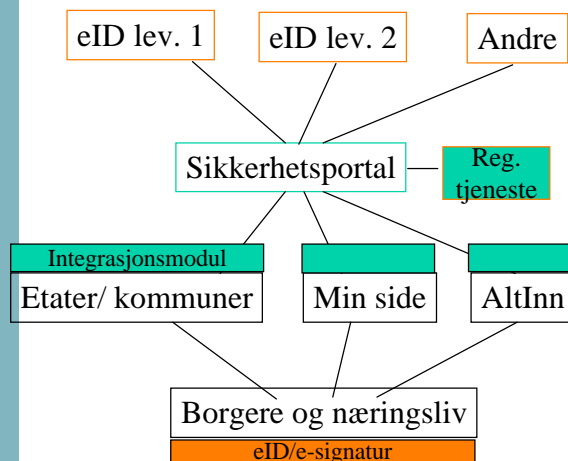 eID lev. 1
eID lev. 2
Andre
Sikkerhetsportal
Reg.
tjeneste
Integrasjonsmodul
Etater/ kommuner
Min side
AltInn
Borgere og næringsliv
eID/e-signatur